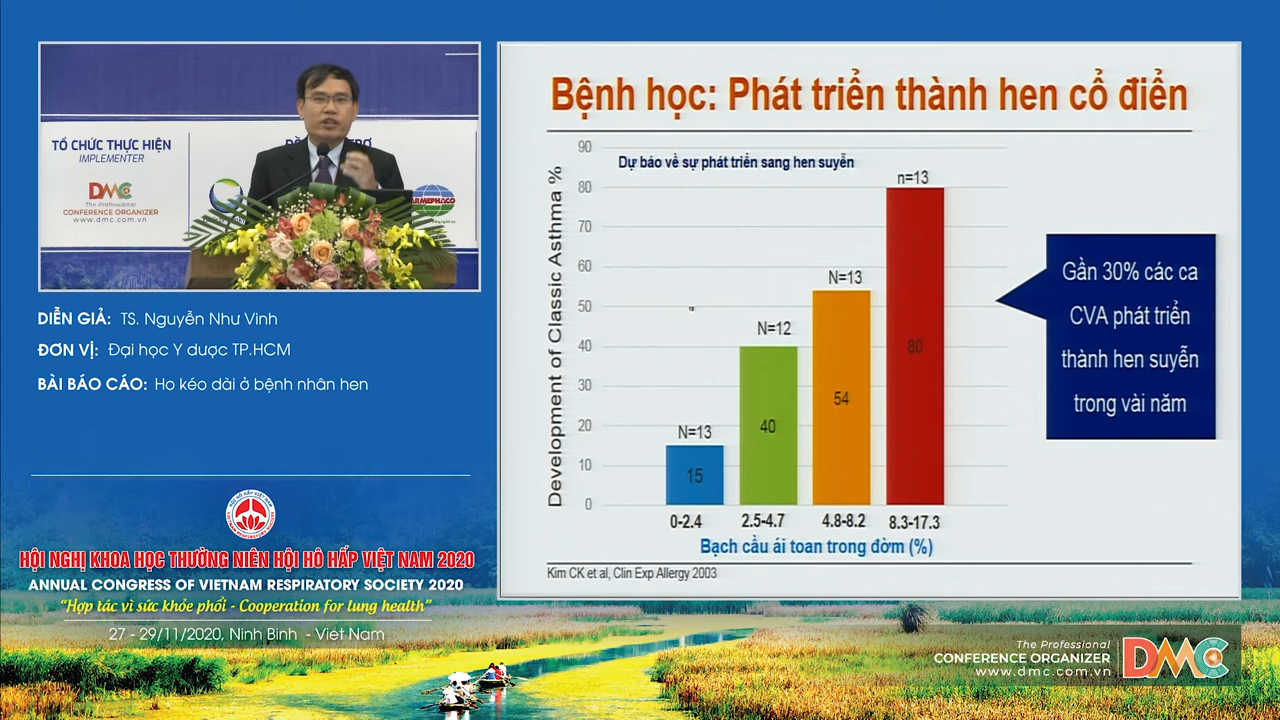 TỔ CHỨC THỰC HIỆN
IMPLEMENTER
DMC
The Professional
CONFERENCE ORGANIZER
www.dmc.com.vn
ARMEPHACO
DIỄN GIẢ: TS. Nguyễn Như Vinh
ĐƠN VỊ: Đại học Y dược TP.HCM
BÀI BÁO CÁO: Ho kéo dài ở bệnh nhân hen
HỘI NGHỊ KHOA HỌC THƯỜNG NIÊN HỘI HÔ HẤP VIỆT NAM 2020
ANNUAL CONGRESS OF VIETNAM RESPIRATORY SOCIETY 2020
“Hợp tác vì sức khỏe phổi - Cooperation for lung health”
27 - 29/11/2020, Ninh Bình - Việt Nam
Bệnh học: Phát triển thành hen cổ điển
Dự báo về sự phát triển sang hen suyễn
Development of Classic Asthma %
90
80
70
60
50
40
30
20
10
0
N=13
N=12
N=13
n=13
15
40
54
80
0-2.4
2.5-4.7
4.8-8.2
8.3-17.3
Bạch cầu ái toan trong đờm (%)
Kim CK et al, Clin Exp Allergy 2003
Gần 30% các ca
CVA phát triển
thành hen suyễn
trong vài năm
The Professional
CONFERENCE ORGANIZER
www.dmc.com.vn
DMC